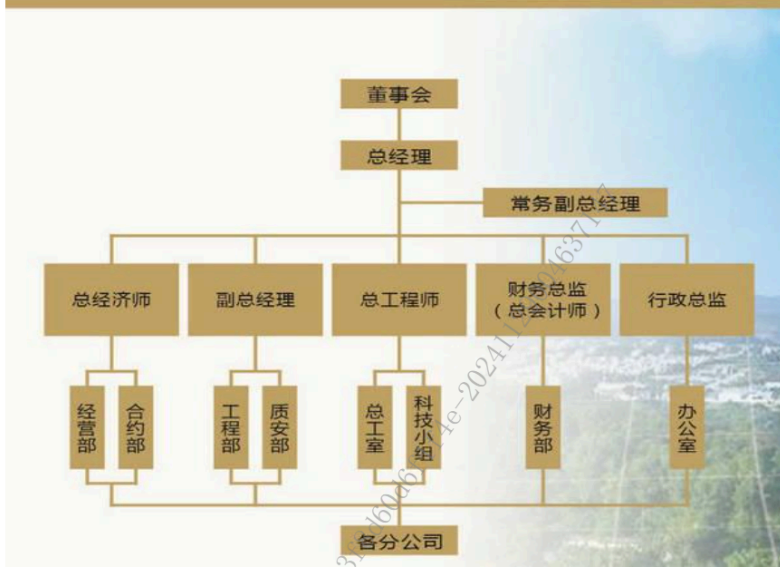 董事会
总经理
常务副总经理
总经济师
副总经理
总工程师
财务总监
（总会计师）
行政总监
经营部
合约部
工程部
质安部
总工室
科技小组
财务部
办公室
各分公司